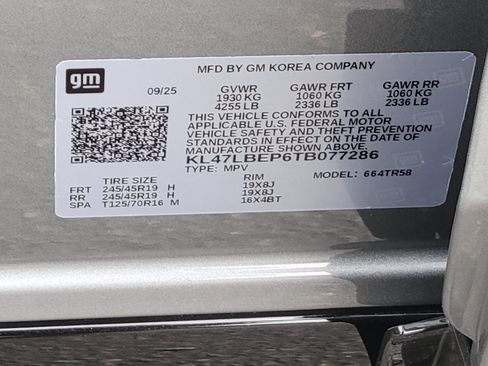 gm
MFD BY GM KOREA COMPANY
09/25 GVWR GAWR FRT GAWR RR
1930 KG 1060 KG 1060 KG
4255 LB 2336 LB 2336 LB
THIS VEHICLE CONFORMS TO ALL
APPLICABLE U.S. FEDERAL MOTOR
VEHICLE SAFETY AND THEFT PREVENTION
STANDARDS IN EFFECT ON THE DATE OF
MANUFACTURE SHOWN ABOVE.
KL47LBEP6TB077286
TYPE: MPV MODEL: 664TR58
TIRE SIZE RIM
FRT 245/45R19 H 19X8J
RR 245/45R19 H 19X8J
SPA T125/70R16 M 16X4BT